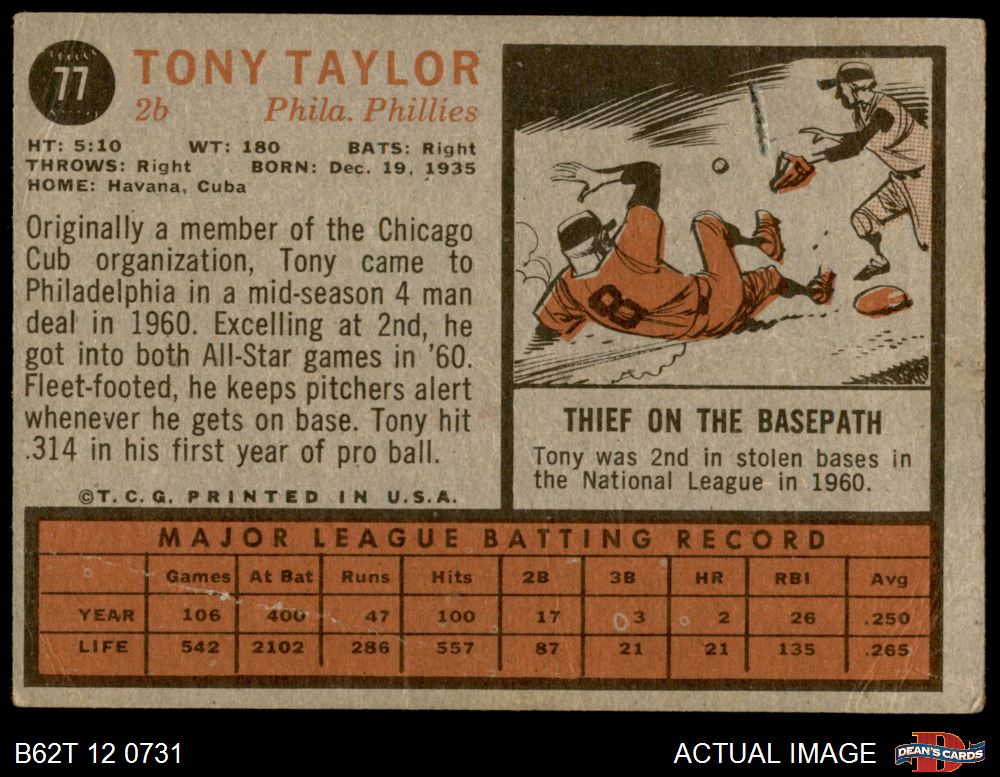 77
TONY TAYLOR
2b Phila. Phillies
HT: 5:10 WT: 180 BATS: Right
THROWS: Right BORN: Dec. 19, 1935
HOME: Havana, Cuba
Originally a member of the Chicago
Cub organization, Tony came to
Philadelphia in a mid-season 4 man
deal in 1960. Excelling at 2nd, he
got into both All-Star games in '60.
Fleet-footed, he keeps pitchers alert
whenever he gets on base. Tony hit
.314 in his first year of pro ball.
©T.C.G. PRINTED IN U.S.A.
8
THIEF ON THE BASEPATH
Tony was 2nd in stolen bases in
the National League in 1960.
MAJOR LEAGUE BATTING RECORD
Games At Bat Runs Hits 2B 3B HR RBI Avg
YEAR 106 400 47 100 17 3 2 26 .250
LIFE 542 2102 286 557 87 21 21 135 .265
B62T 12 0731
ACTUAL IMAGE
D
DEAN'S CARDS